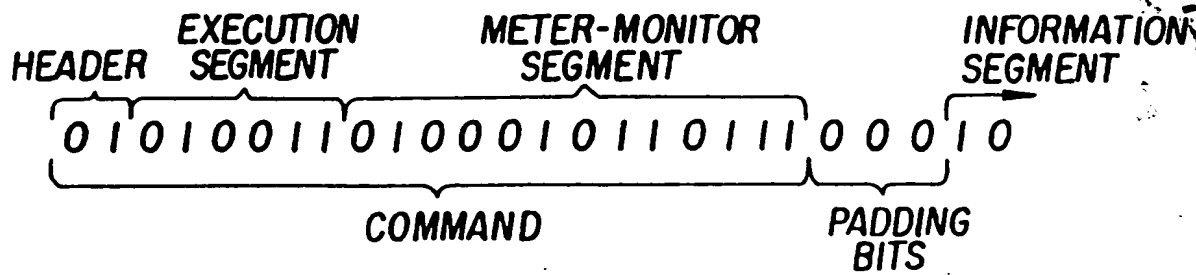 HEADER
EXECUTION
SEGMENT
METER-MONITOR
SEGMENT
INFORMATION
SEGMENT
0 1 0 1 0 0 1 1 0 1 0 0 0 1 0 1 1 0 1 1 1 0 0 0 1 0
COMMAND
PADDING
BITS